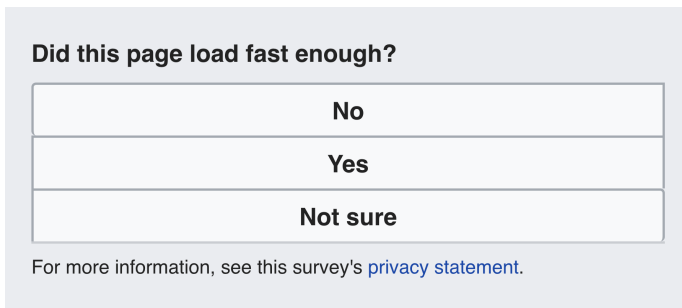 Did this page load fast enough?
No
Yes
Not sure
For more information, see this survey's privacy statement.